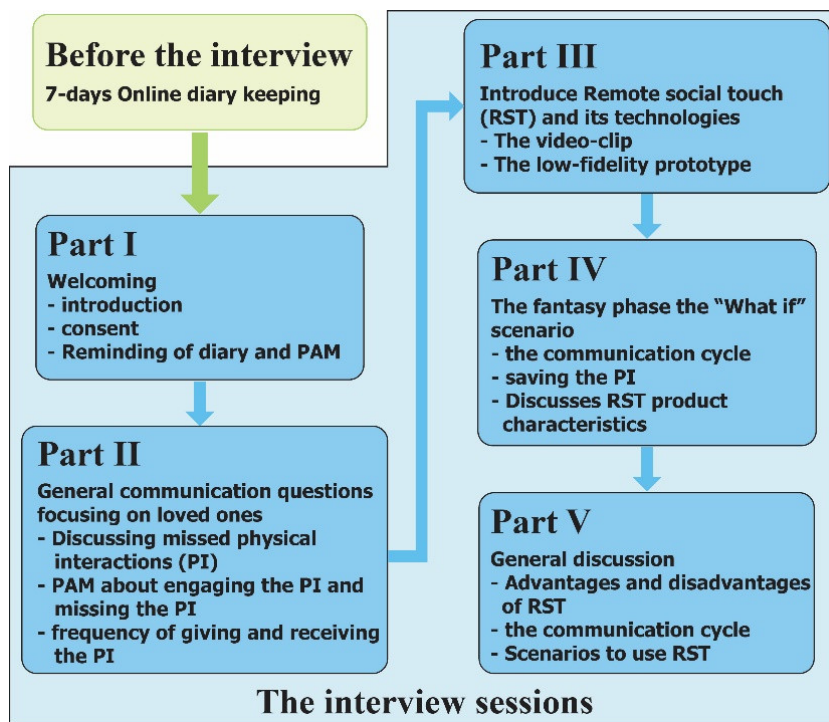 Before the interview
7-days Online diary keeping
Part I
Welcoming
- introduction
- consent
- Reminding of diary and PAM
Part II
General communication questions
focusing on loved ones
- Discussing missed physical
interactions (PI)
- PAM about engaging the PI and
missing the PI
- frequency of giving and receiving
the PI
Part III
Introduce Remote social touch
(RST) and its technologies
- The video-clip
- The low-fidelity prototype
Part IV
The fantasy phase the “What if”
scenario
- the communication cycle
- saving the PI
- Discusses RST product
characteristics
Part V
General discussion
- Advantages and disadvantages
of RST
- the communication cycle
- Scenarios to use RST
The interview sessions